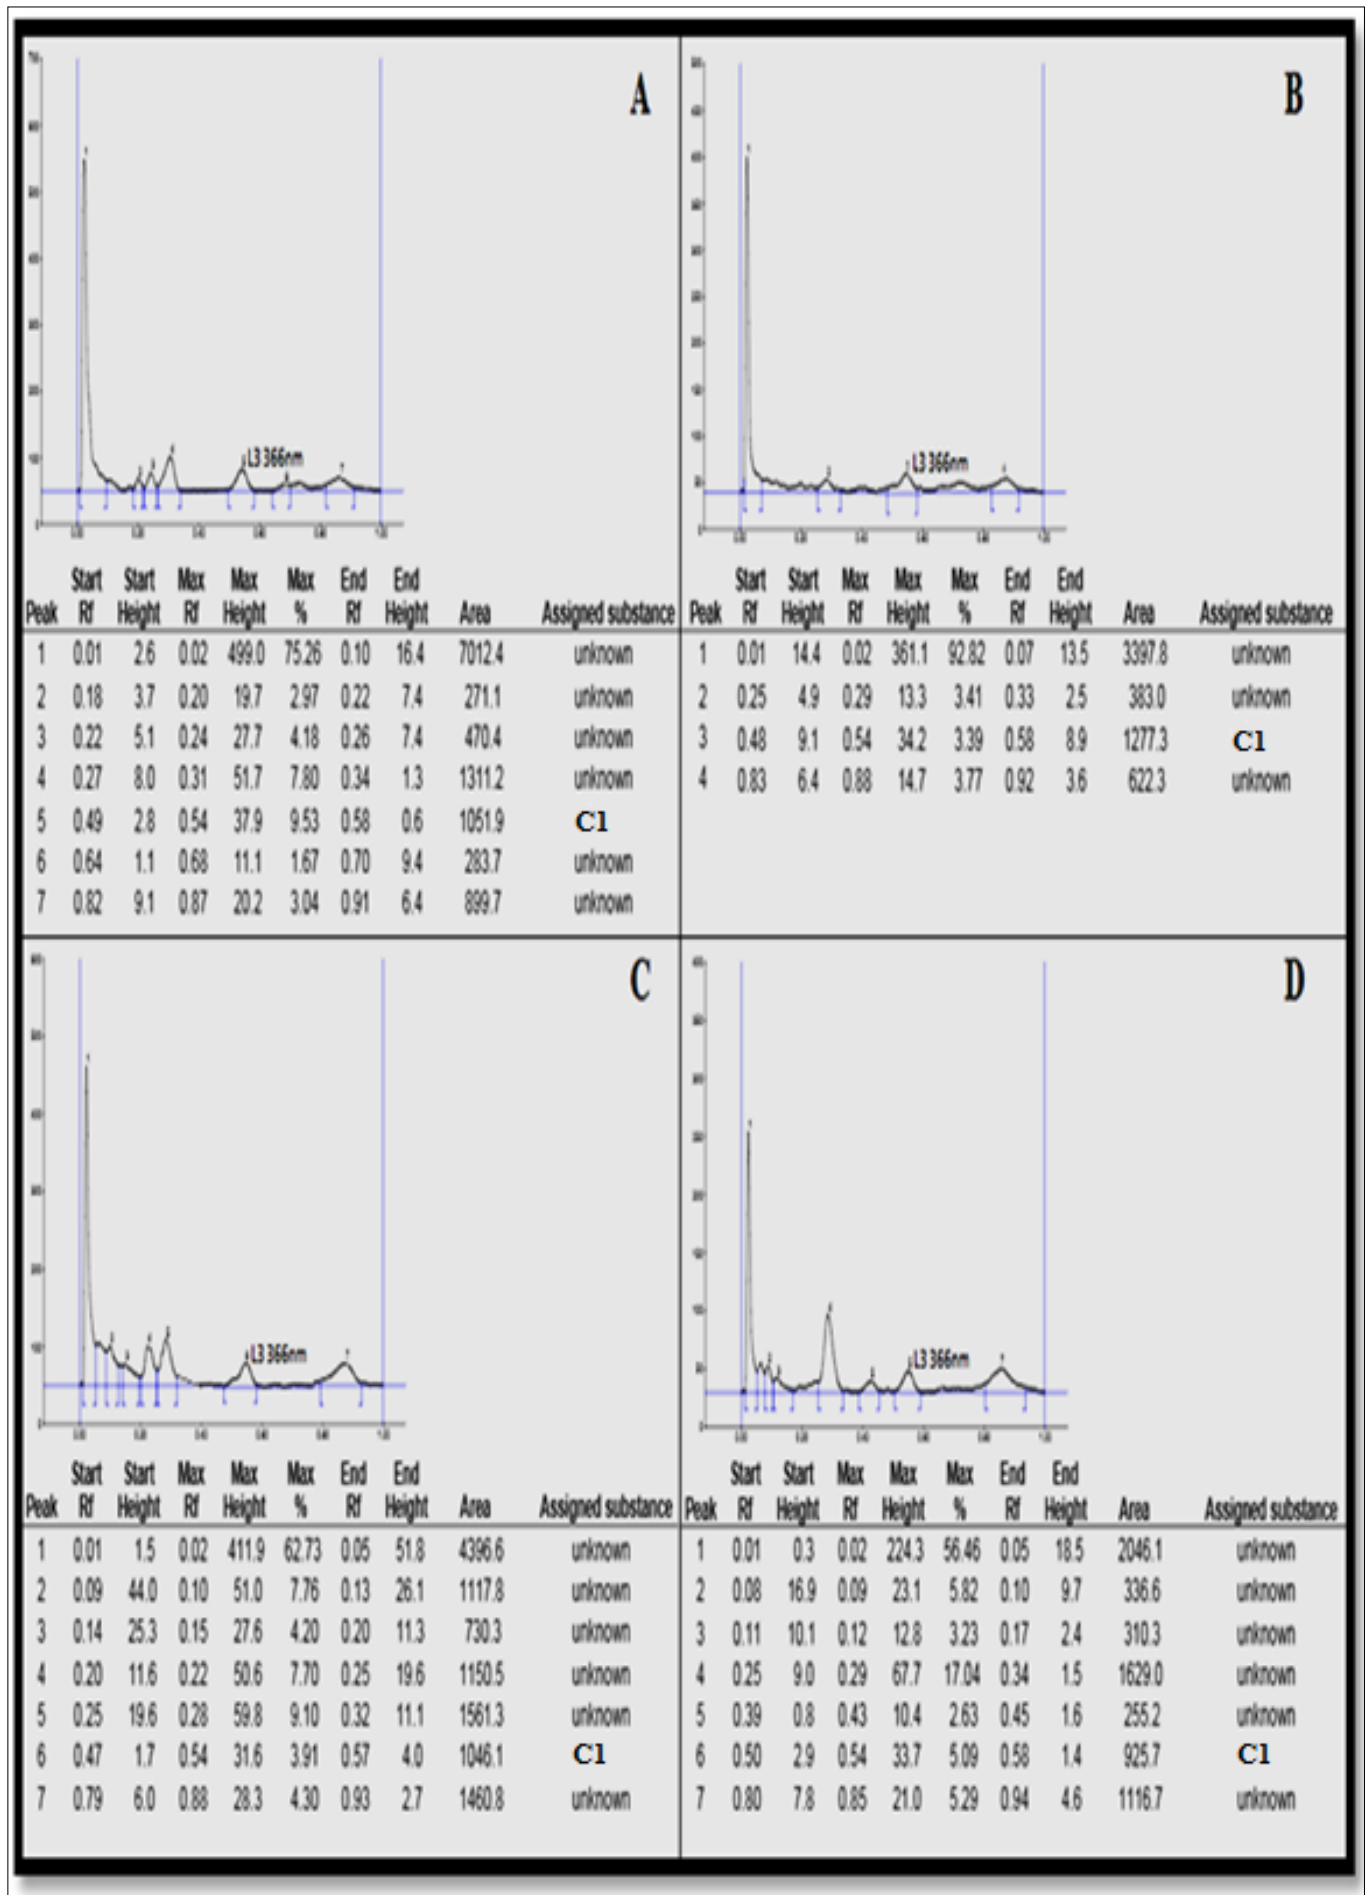 A
L3 366nm
Start Start Max Max Max End End
Peak Rf Height Rf Height % Rf Height Area Assigned substance
1 0.01 2.6 0.02 499.0 75.26 0.10 16.4 7012.4 unknown
2 0.18 3.7 0.20 19.7 2.97 0.22 7.4 271.1 unknown
3 0.22 5.1 0.24 27.7 4.18 0.26 7.4 470.4 unknown
4 0.27 8.0 0.31 51.7 7.80 0.34 1.3 1311.2 unknown
5 0.49 2.8 0.54 37.9 9.53 0.58 0.6 1051.9 C1
6 0.64 1.1 0.68 11.1 1.67 0.70 9.4 283.7 unknown
7 0.82 9.1 0.87 20.2 3.04 0.91 6.4 899.7 unknown
B
L3 366nm
Start Start Max Max Max End End
Peak Rf Height Rf Height % Rf Height Area Assigned substance
1 0.01 14.4 0.02 361.1 92.82 0.07 13.5 3397.8 unknown
2 0.25 4.9 0.29 13.3 3.41 0.33 2.5 383.0 unknown
3 0.48 9.1 0.54 34.2 3.39 0.58 8.9 1277.3 C1
4 0.83 6.4 0.88 14.7 3.77 0.92 3.6 622.3 unknown
C
L3 366nm
Start Start Max Max Max End End
Peak Rf Height Rf Height % Rf Height Area Assigned substance
1 0.01 1.5 0.02 411.9 62.73 0.05 51.8 4396.6 unknown
2 0.09 44.0 0.10 51.0 7.76 0.13 26.1 1117.8 unknown
3 0.14 25.3 0.15 27.6 4.20 0.20 11.3 730.3 unknown
4 0.20 11.6 0.22 50.6 7.70 0.25 19.6 1150.5 unknown
5 0.25 19.6 0.28 59.8 9.10 0.32 11.1 1561.3 unknown
6 0.47 1.7 0.54 31.6 3.91 0.57 4.0 1046.1 C1
7 0.79 6.0 0.88 28.3 4.30 0.93 2.7 1460.8 unknown
D
L3 366nm
Start Start Max Max Max End End
Peak Rf Height Rf Height % Rf Height Area Assigned substance
1 0.01 0.3 0.02 224.3 56.46 0.05 18.5 2046.1 unknown
2 0.08 16.9 0.09 23.1 5.82 0.10 9.7 336.6 unknown
3 0.11 10.1 0.12 12.8 3.23 0.17 2.4 310.3 unknown
4 0.25 9.0 0.29 67.7 17.04 0.34 1.5 1629.0 unknown
5 0.39 0.8 0.43 10.4 2.63 0.45 1.6 255.2 unknown
6 0.50 2.9 0.54 33.7 5.09 0.58 1.4 925.7 C1
7 0.80 7.8 0.85 21.0 5.29 0.94 4.6 1116.7 unknown